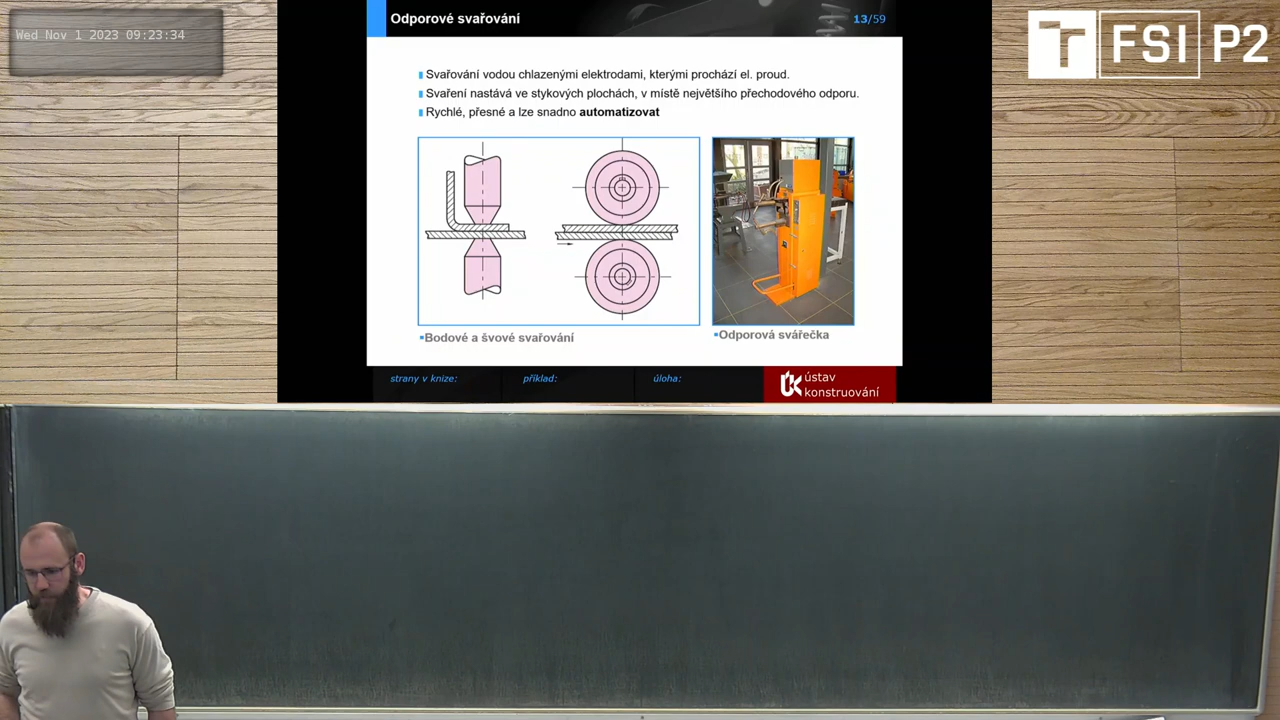 Wed Nov 1 2023 09:23:34
Odporové svařování
13/59
FSI P2
Svařování vodou chlazenými elektrodami, kterými prochází el. proud.
Svaření nastává ve stykových plochách, v místě největšího přechodového odporu.
Rychlé, přesné a lze snadno automatizovat
Bodové a švové svařování
Odporová svářečka
strany v knize:
příklad:
úloha:
ústav
konstruování